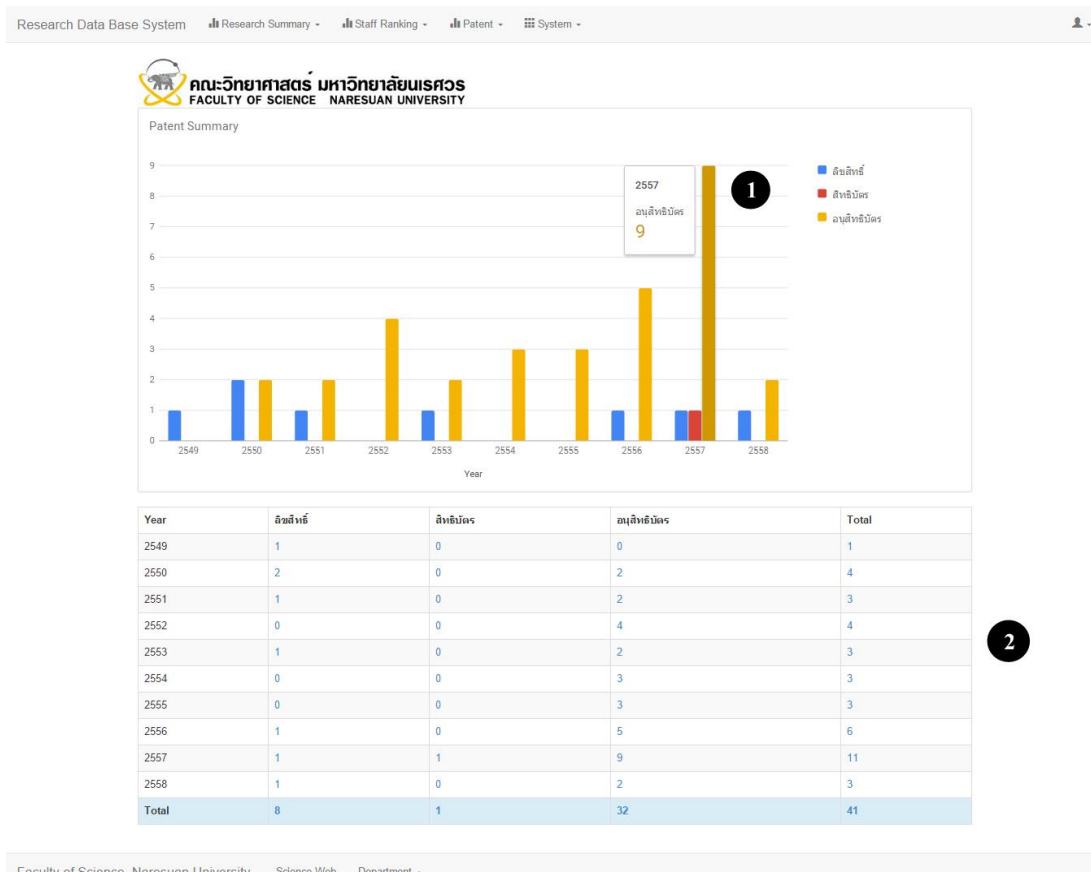 Research Data Base System Research Summary Staff Ranking Patent System
คณะวิทยาศาสตร์ มหาวิทยาลัยนเรศวร
FACULTY OF SCIENCE NARESUAN UNIVERSITY
Patent Summary
9
8
7
6
5
4
3
2
1
0
2549 2550 2551 2552 2553 2554 2555 2556 2557 2558
Year
2557
อนุสิทธิบัตร
9
1
ลิขสิทธิ์
สิทธิบัตร
อนุสิทธิบัตร
Year ลิขสิทธิ์ สิทธิบัตร อนุสิทธิบัตร Total
2549 1 0 0 1
2550 2 0 2 4
2551 1 0 2 3
2552 0 0 4 4
2553 1 0 2 3
2554 0 0 3 3
2555 0 0 3 3
2556 1 0 5 6
2557 1 1 9 11
2558 1 0 2 3
Total 8 1 32 41
2
Faculty of Science, Naresuan University Science Web Department